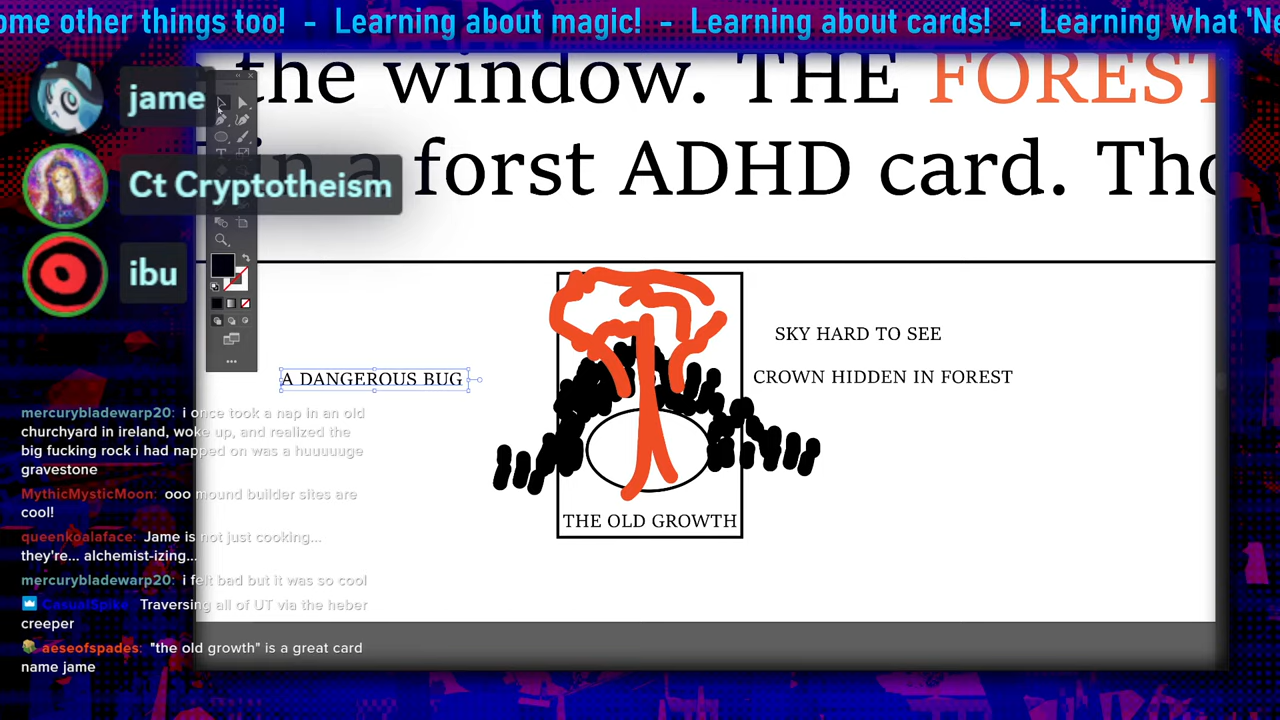 ome other things too! - Learning about magic! - Learning about cards! - Learning what 'No
jame
Ct Cryptotheism
ibu
the window. THE FOREST
in a forst ADHD card. Tho
SKY HARD TO SEE
A DANGEROUS BUG
CROWN HIDDEN IN FOREST
THE OLD GROWTH
mercurybladewarp20: i once took a nap in an old
churchyard in ireland, woke up, and realized the
big fucking rock i had napped on was a huuuuuge
gravestone
MythicMysticMoon: ooo mound builder sites are
cool!
queenkoalaface: Jame is not just cooking...
they're... alchemist-izing...
mercurybladewarp20: i felt bad but it was so cool
CasualSpike: Traversing all of UT via the heber
creeper
aeseofspades: "the old growth" is a great card
name jame